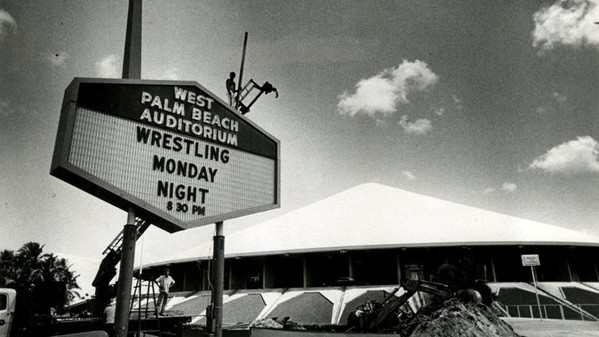 WEST
PALM BEACH
AUDITORIUM
WRESTLING
MONDAY
NIGHT
8 30 PM